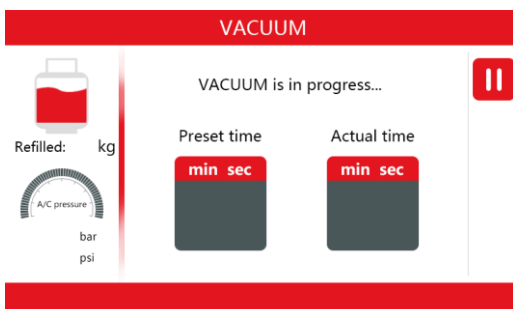 VACUUM
VACUUM is in progress...
Preset time
Actual time
min sec
min sec
Refilled: kg
A/C pressure
bar
psi